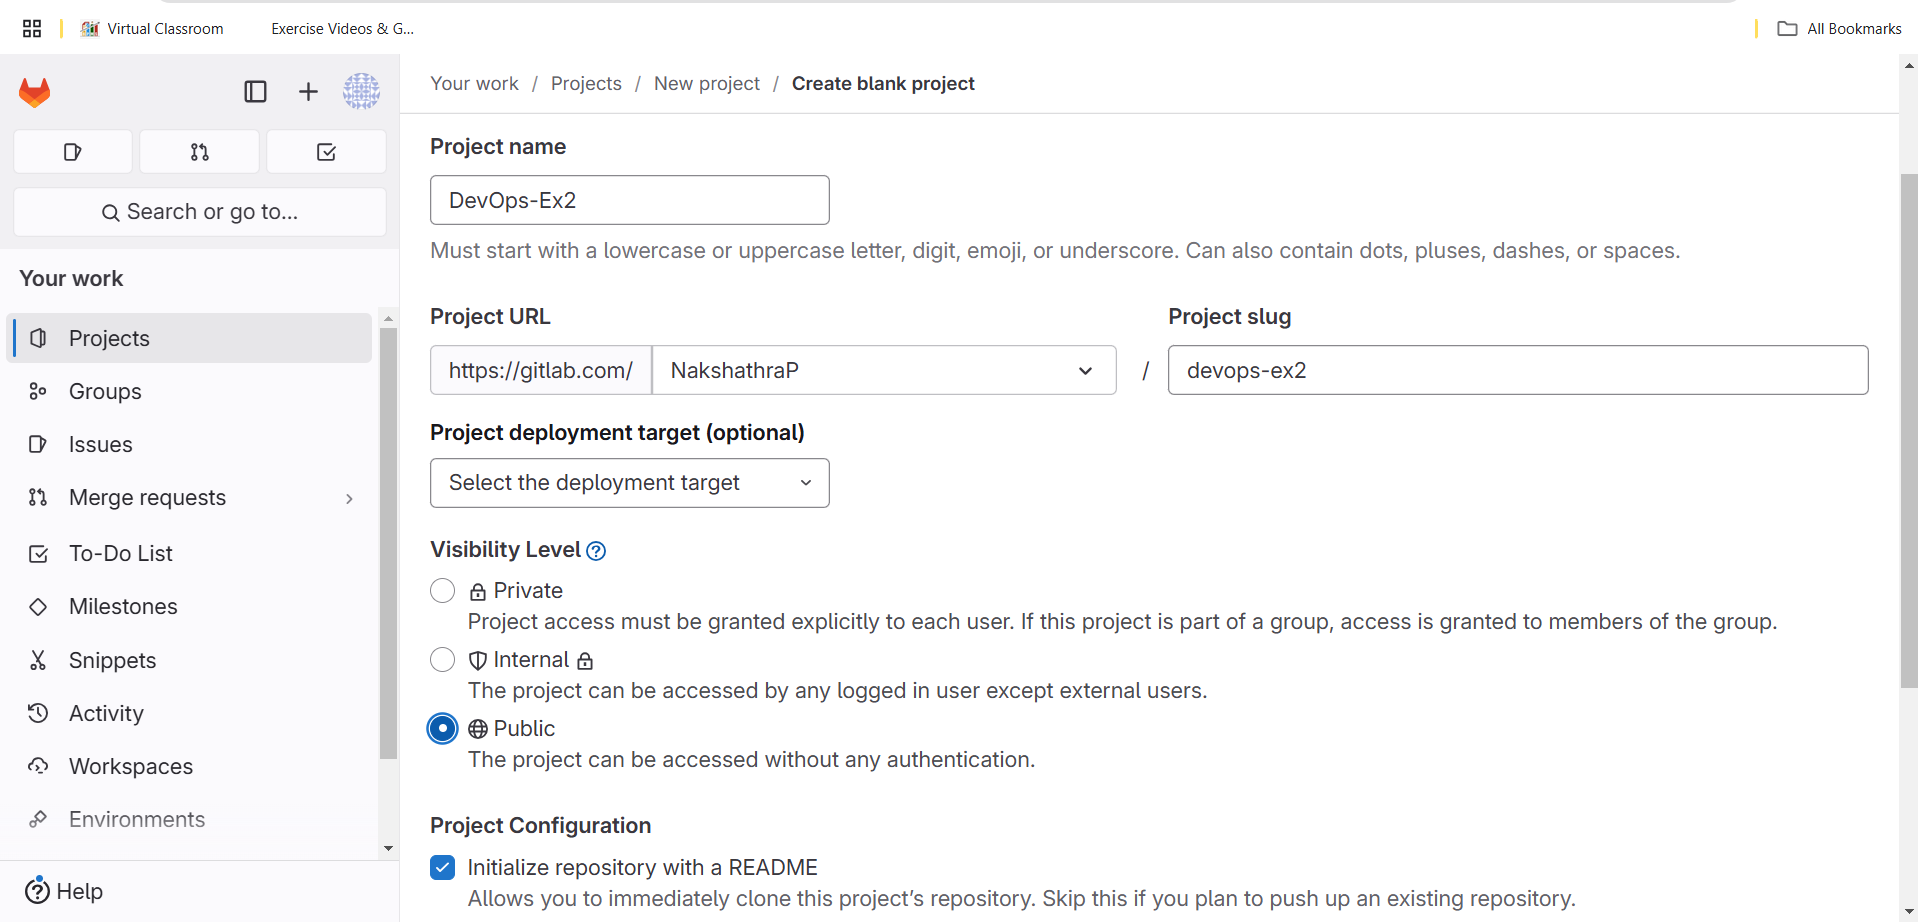 Virtual Classroom
Exercise Videos & G...
All Bookmarks
Your work / Projects / New project / Create blank project
Search or go to...
Your work
Projects
Groups
Issues
Merge requests
To-Do List
Milestones
Snippets
Activity
Workspaces
Environments
Help
Project name
DevOps-Ex2
Must start with a lowercase or uppercase letter, digit, emoji, or underscore. Can also contain dots, pluses, dashes, or spaces.
Project URL
https://gitlab.com/ NakshathraP
/
Project slug
devops-ex2
Project deployment target (optional)
Select the deployment target
Visibility Level
Private
Project access must be granted explicitly to each user. If this project is part of a group, access is granted to members of the group.
Internal
The project can be accessed by any logged in user except external users.
Public
The project can be accessed without any authentication.
Project Configuration
Initialize repository with a README
Allows you to immediately clone this project’s repository. Skip this if you plan to push up an existing repository.